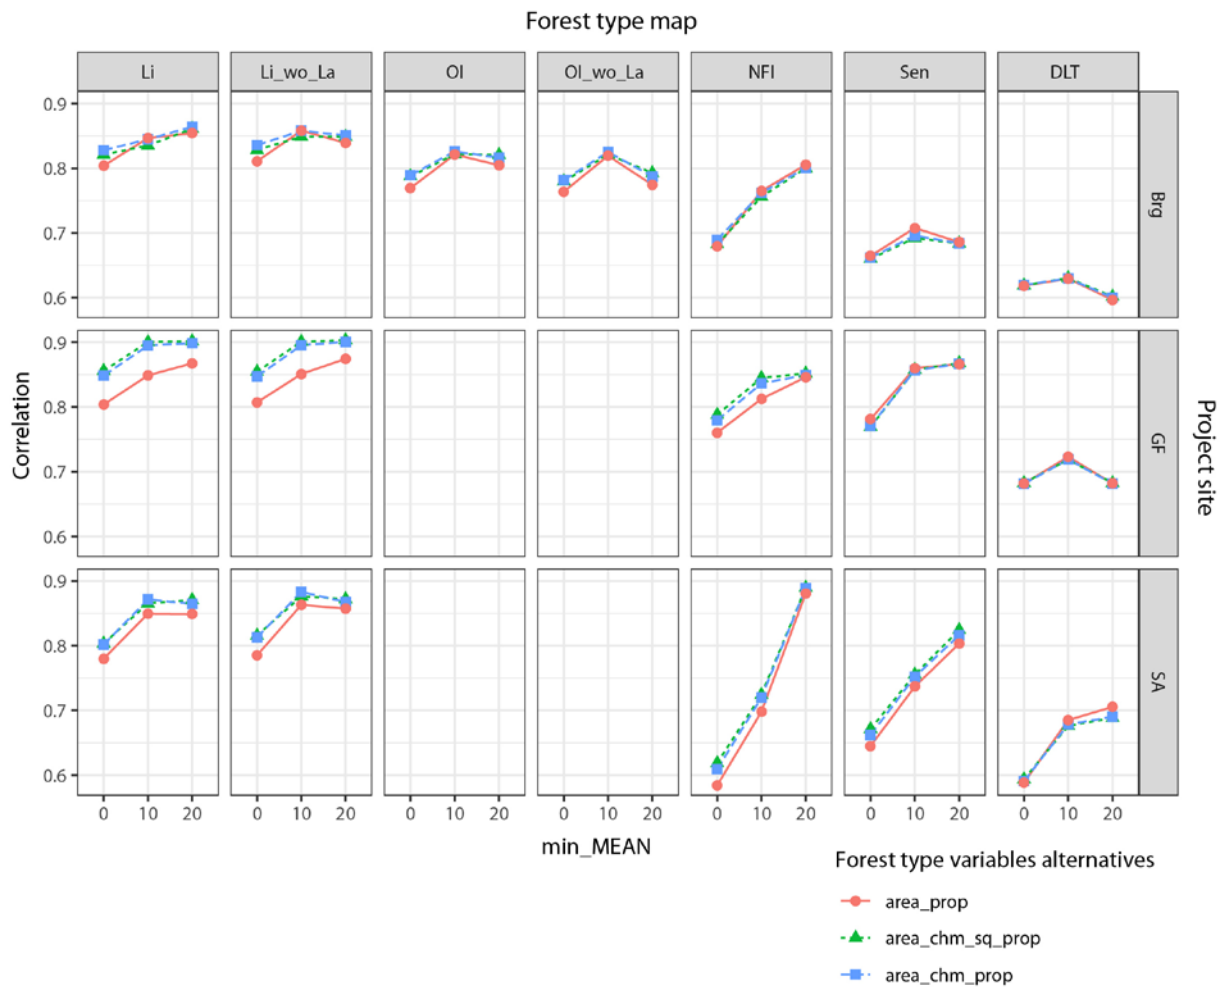 Forest type map
Li Li_wo_La OI OI_wo_La NFI Sen DLT
0.9
0.8
0.7
0.6
Brg
0.9
0.8
0.7
0.6
GF
0.9
0.8
0.7
0.6
SA
Correlation
Project site
0 10 20 0 10 20 0 10 20 0 10 20 0 10 20 0 10 20 0 10 20
min_MEAN
Forest type variables alternatives
area_prop
area_chm_sq_prop
area_chm_prop